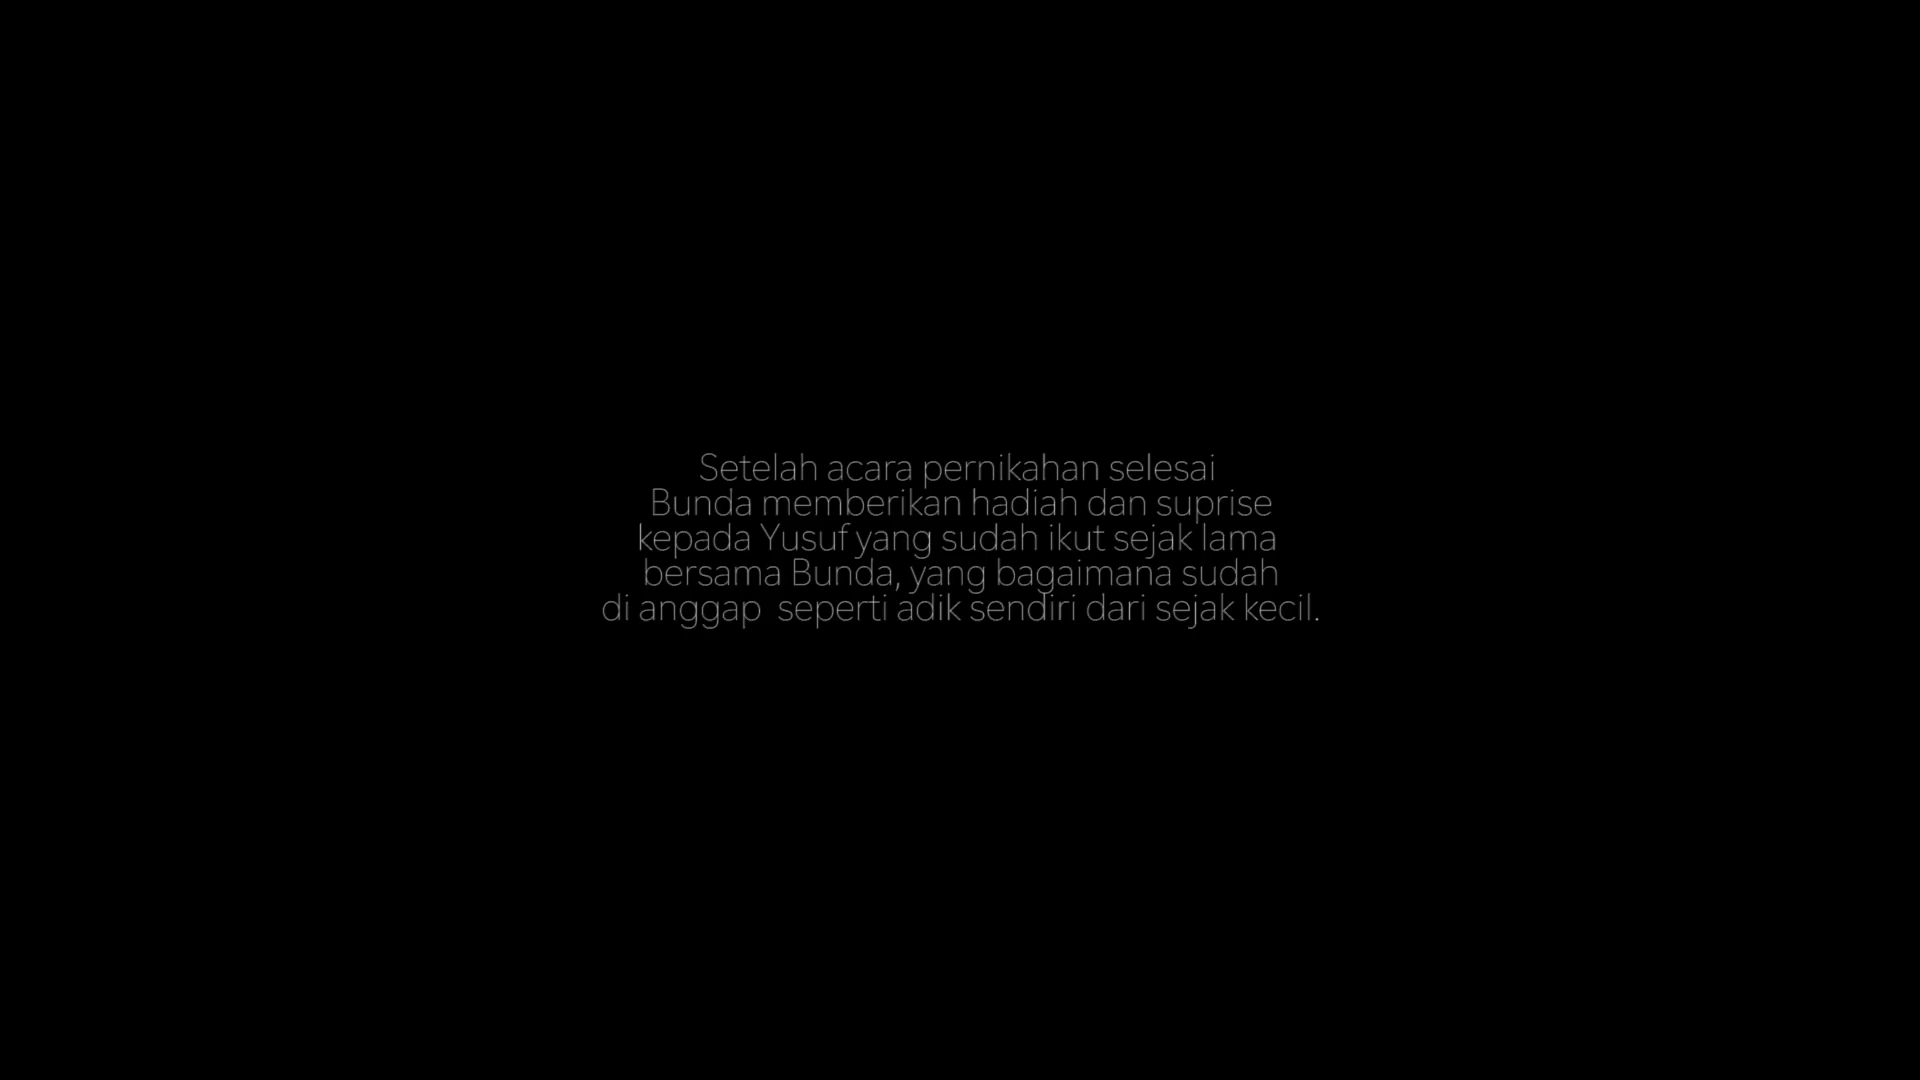 Setelah acara pernikahan selesai
Bunda memberikan hadiah dan suprise
kepada Yusuf yang sudah ikut sejak lama
bersama Bunda, yang bagaimana sudah
di anggap  seperti adik sendiri dari sejak kecil.